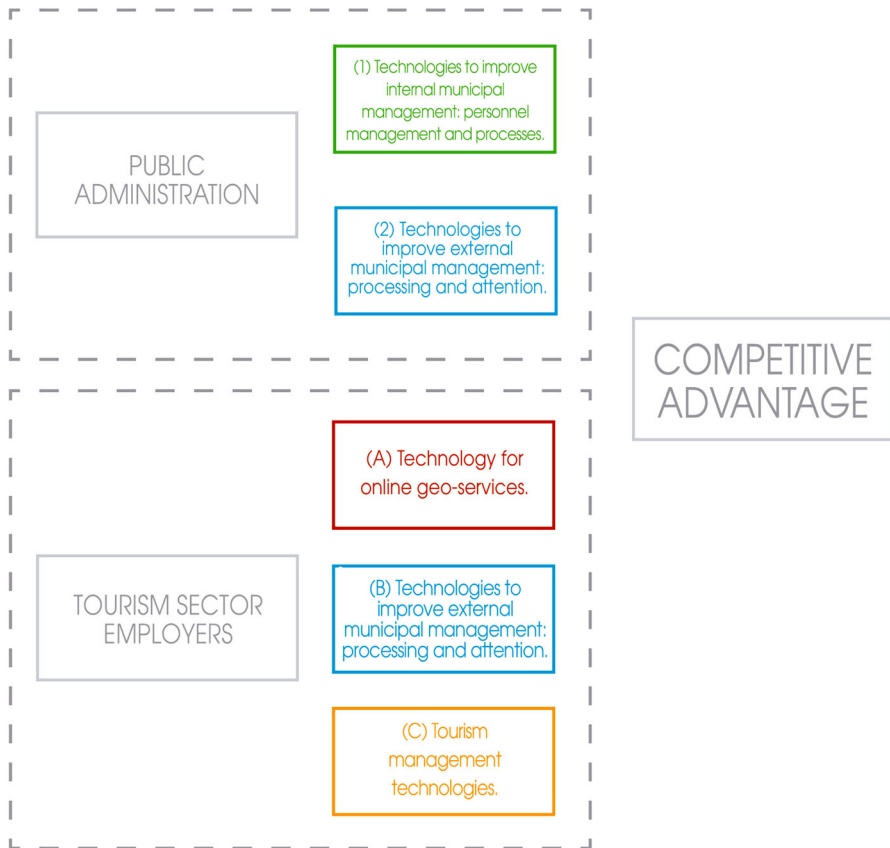 PUBLIC
ADMINISTRATION
(1) Technologies to improve
internal municipal
management: personnel
management and processes.
(2) Technologies to
improve external
municipal management:
processing and attention.
COMPETITIVE
ADVANTAGE
TOURISM SECTOR
EMPLOYERS
(A) Technology for
online geo-services.
(B) Technologies to
improve external
municipal management:
processing and attention.
(C) Tourism
management
technologies.